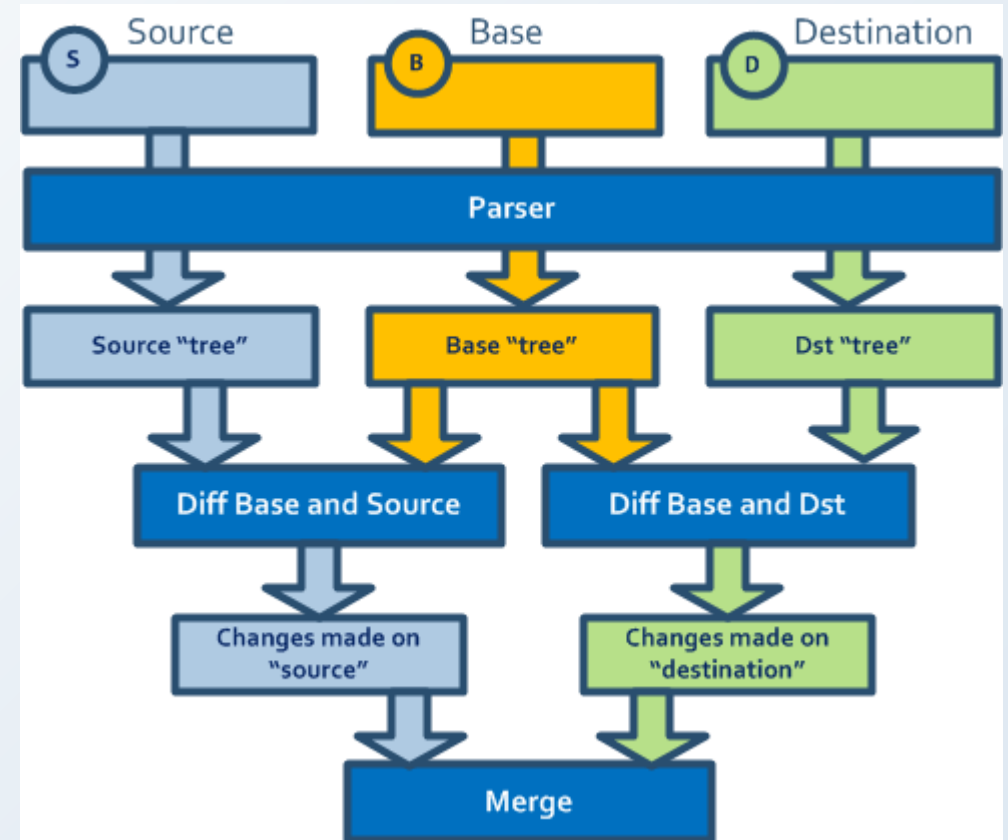 Source
Base
Destination
S
B
D
Parser
Source “tree”
Base “tree”
Dst “tree”
Diff Base and Source
Diff Base and Dst
Changes made on
“source”
Changes made on
“destination”
Merge